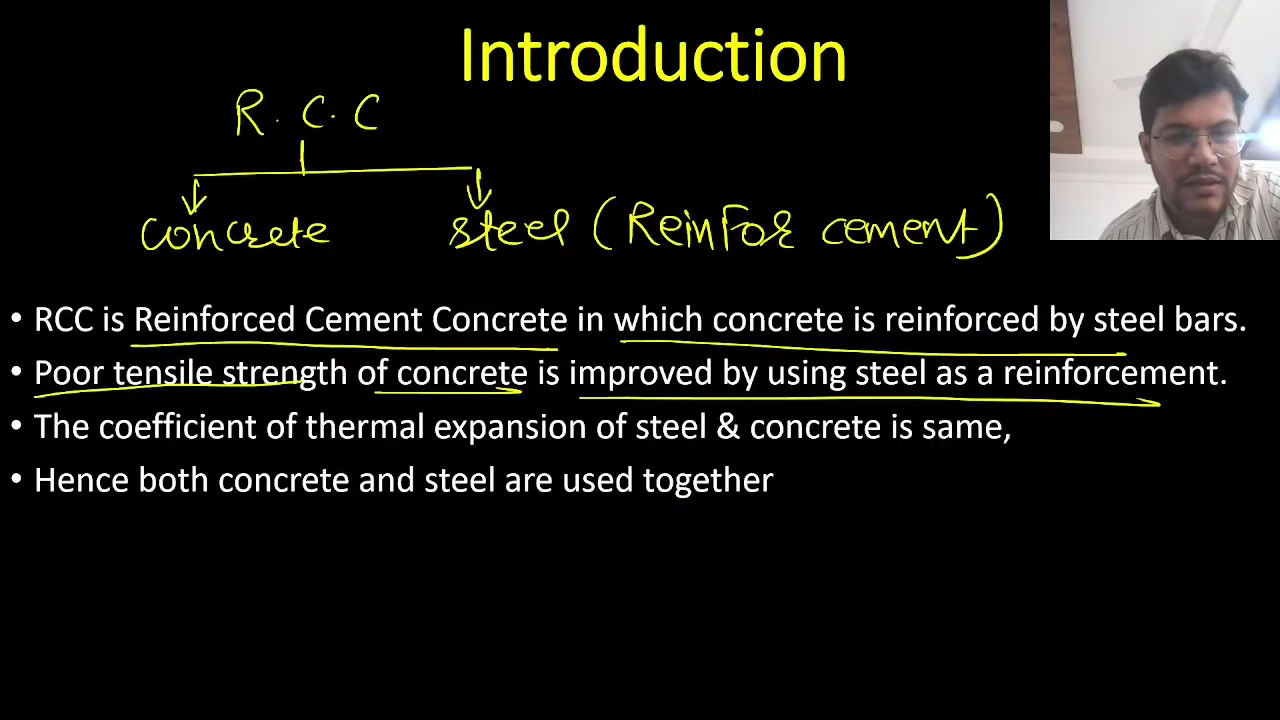 Introduction
R.C.C
concrete steel (Reinforcement)
• RCC is Reinforced Cement Concrete in which concrete is reinforced by steel bars.
• Poor tensile strength of concrete is improved by using steel as a reinforcement.
• The coefficient of thermal expansion of steel & concrete is same,
• Hence both concrete and steel are used together